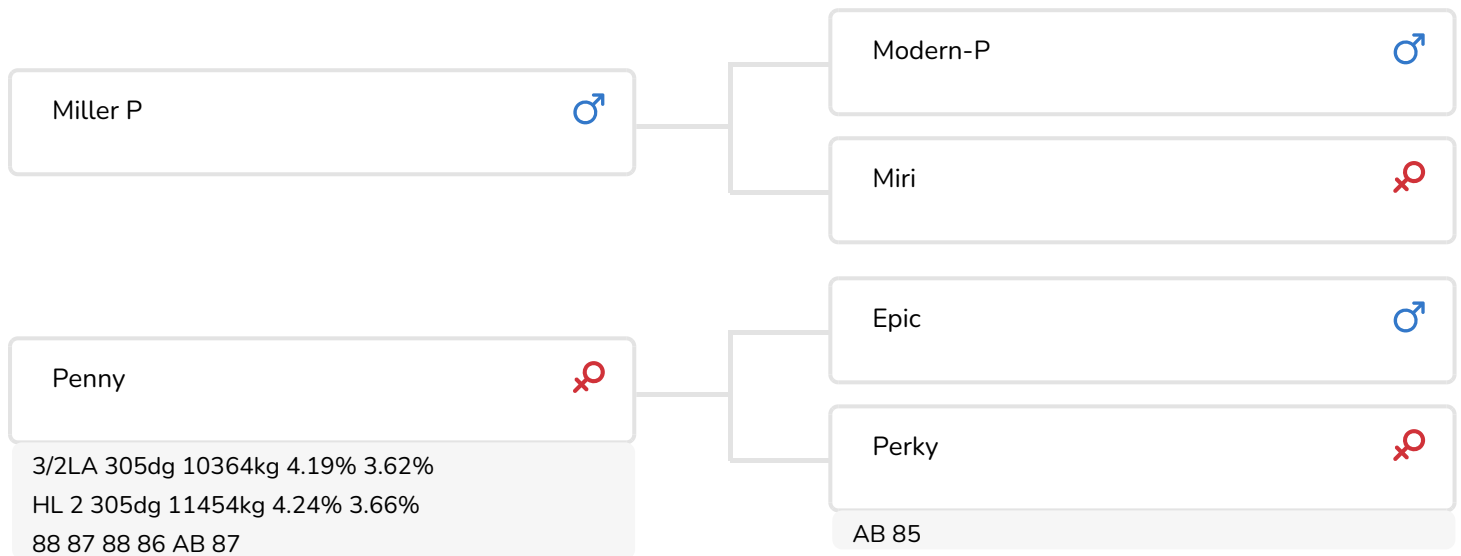 Modern-P
Miller P
Miri
Epic
Penny
Perky
3/2LA 305dg 10364kg 4.19% 3.62%
HL 2 305dg 11454kg 4.24% 3.66%
88 87 88 86 AB 87
AB 85